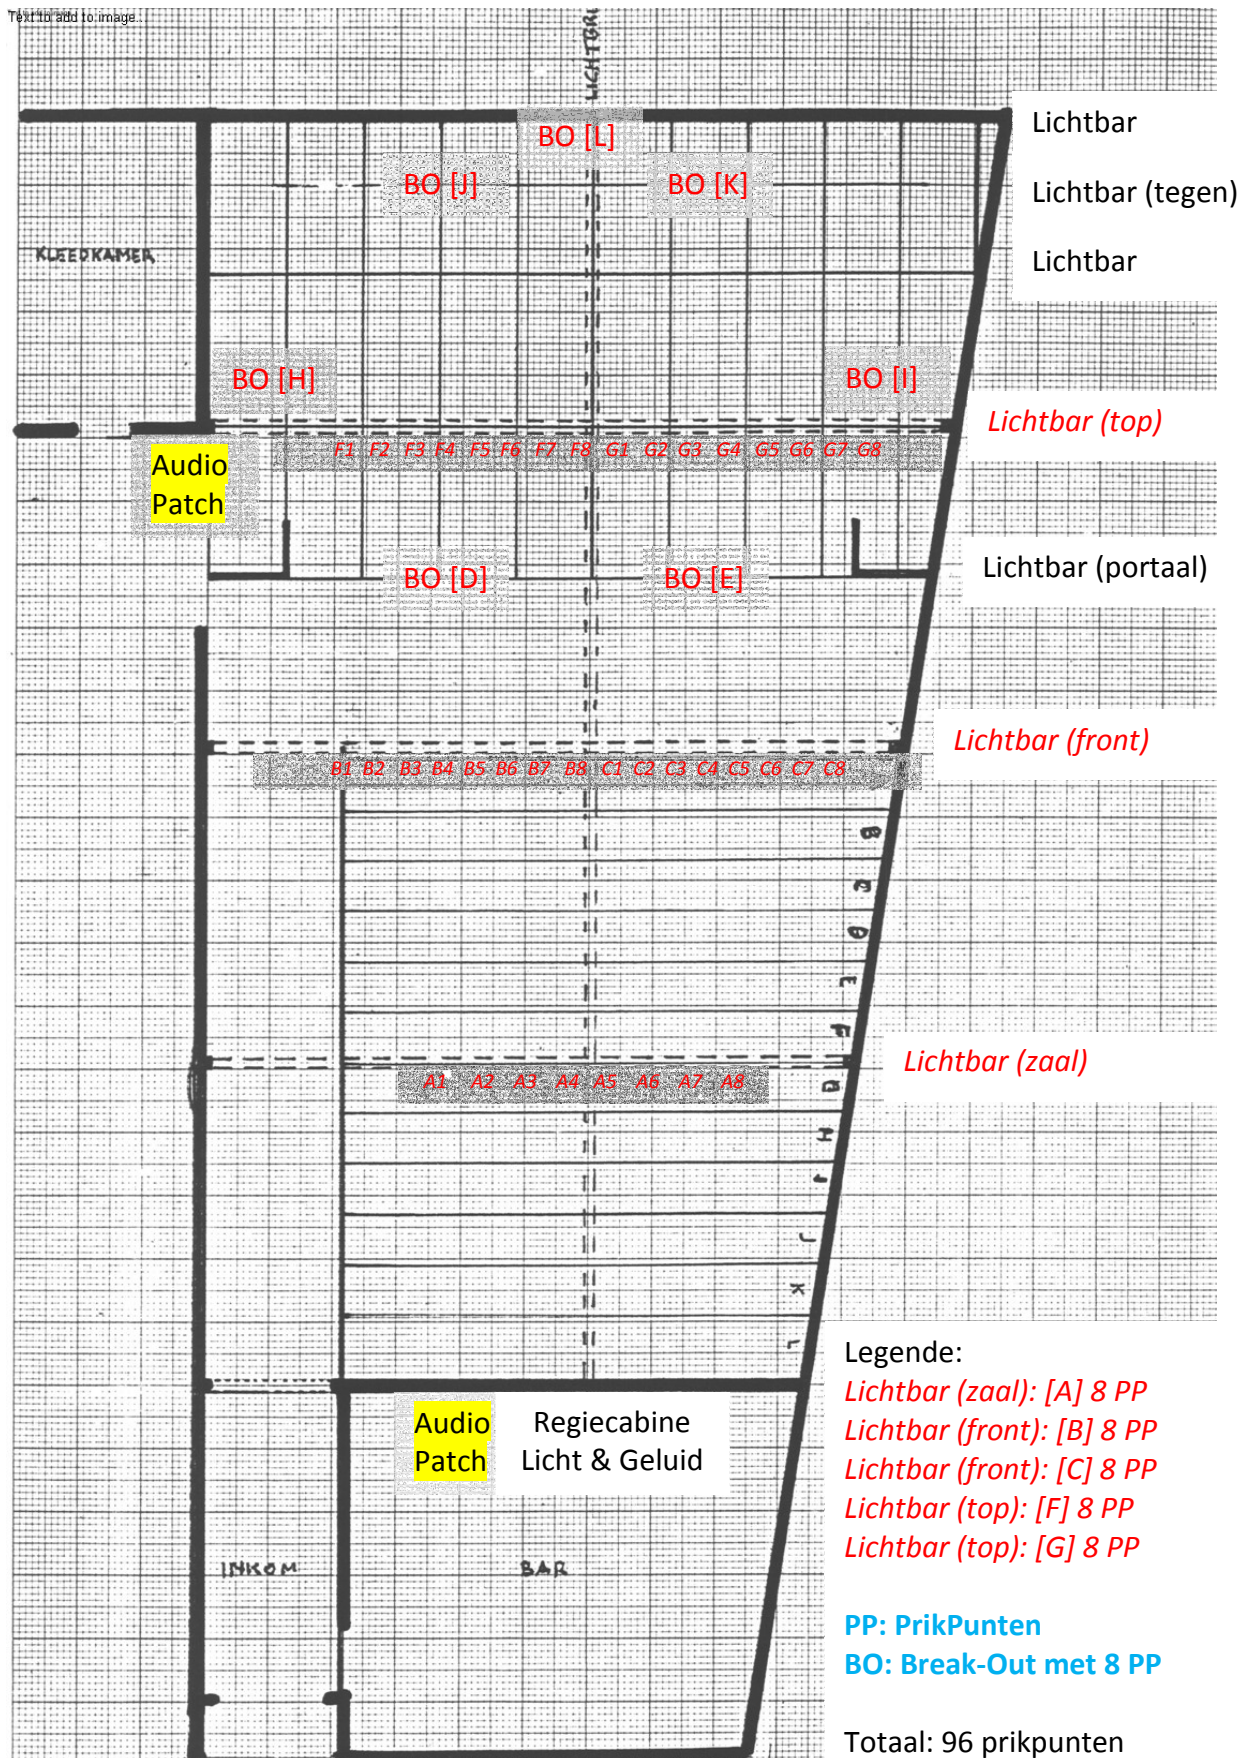 Text to add to image..
LICHTBRU
BO [L]
Lichtbar
BO [J]
BO [K]
Lichtbar (tegen)
KLEEDKAMER
Lichtbar
BO [H]
BO [I]
Lichtbar (top)
F1 F2 F3 F4 F5 F6 F7 F8 G1 G2 G3 G4 G5 G6 G7 G8
Audio
Patch
BO [D]
BO [E]
Lichtbar (portaal)
Lichtbar (front)
B1 B2 B3 B4 B5 B6 B7 B8 C1 C2 C3 C4 C5 C6 C7 C8
B
C
D
E
F
Lichtbar (zaal)
A1 A2 A3 A4 A5 A6 A7 A8
G
H
J
K
L
Audio
Patch
Regiecabine
Licht & Geluid
INKOM
BAR
Legende:
Lichtbar (zaal): [A] 8 PP
Lichtbar (front): [B] 8 PP
Lichtbar (front): [C] 8 PP
Lichtbar (top): [F] 8 PP
Lichtbar (top): [G] 8 PP
PP: PrikPunten
BO: Break-Out met 8 PP
Totaal: 96 prikpunten